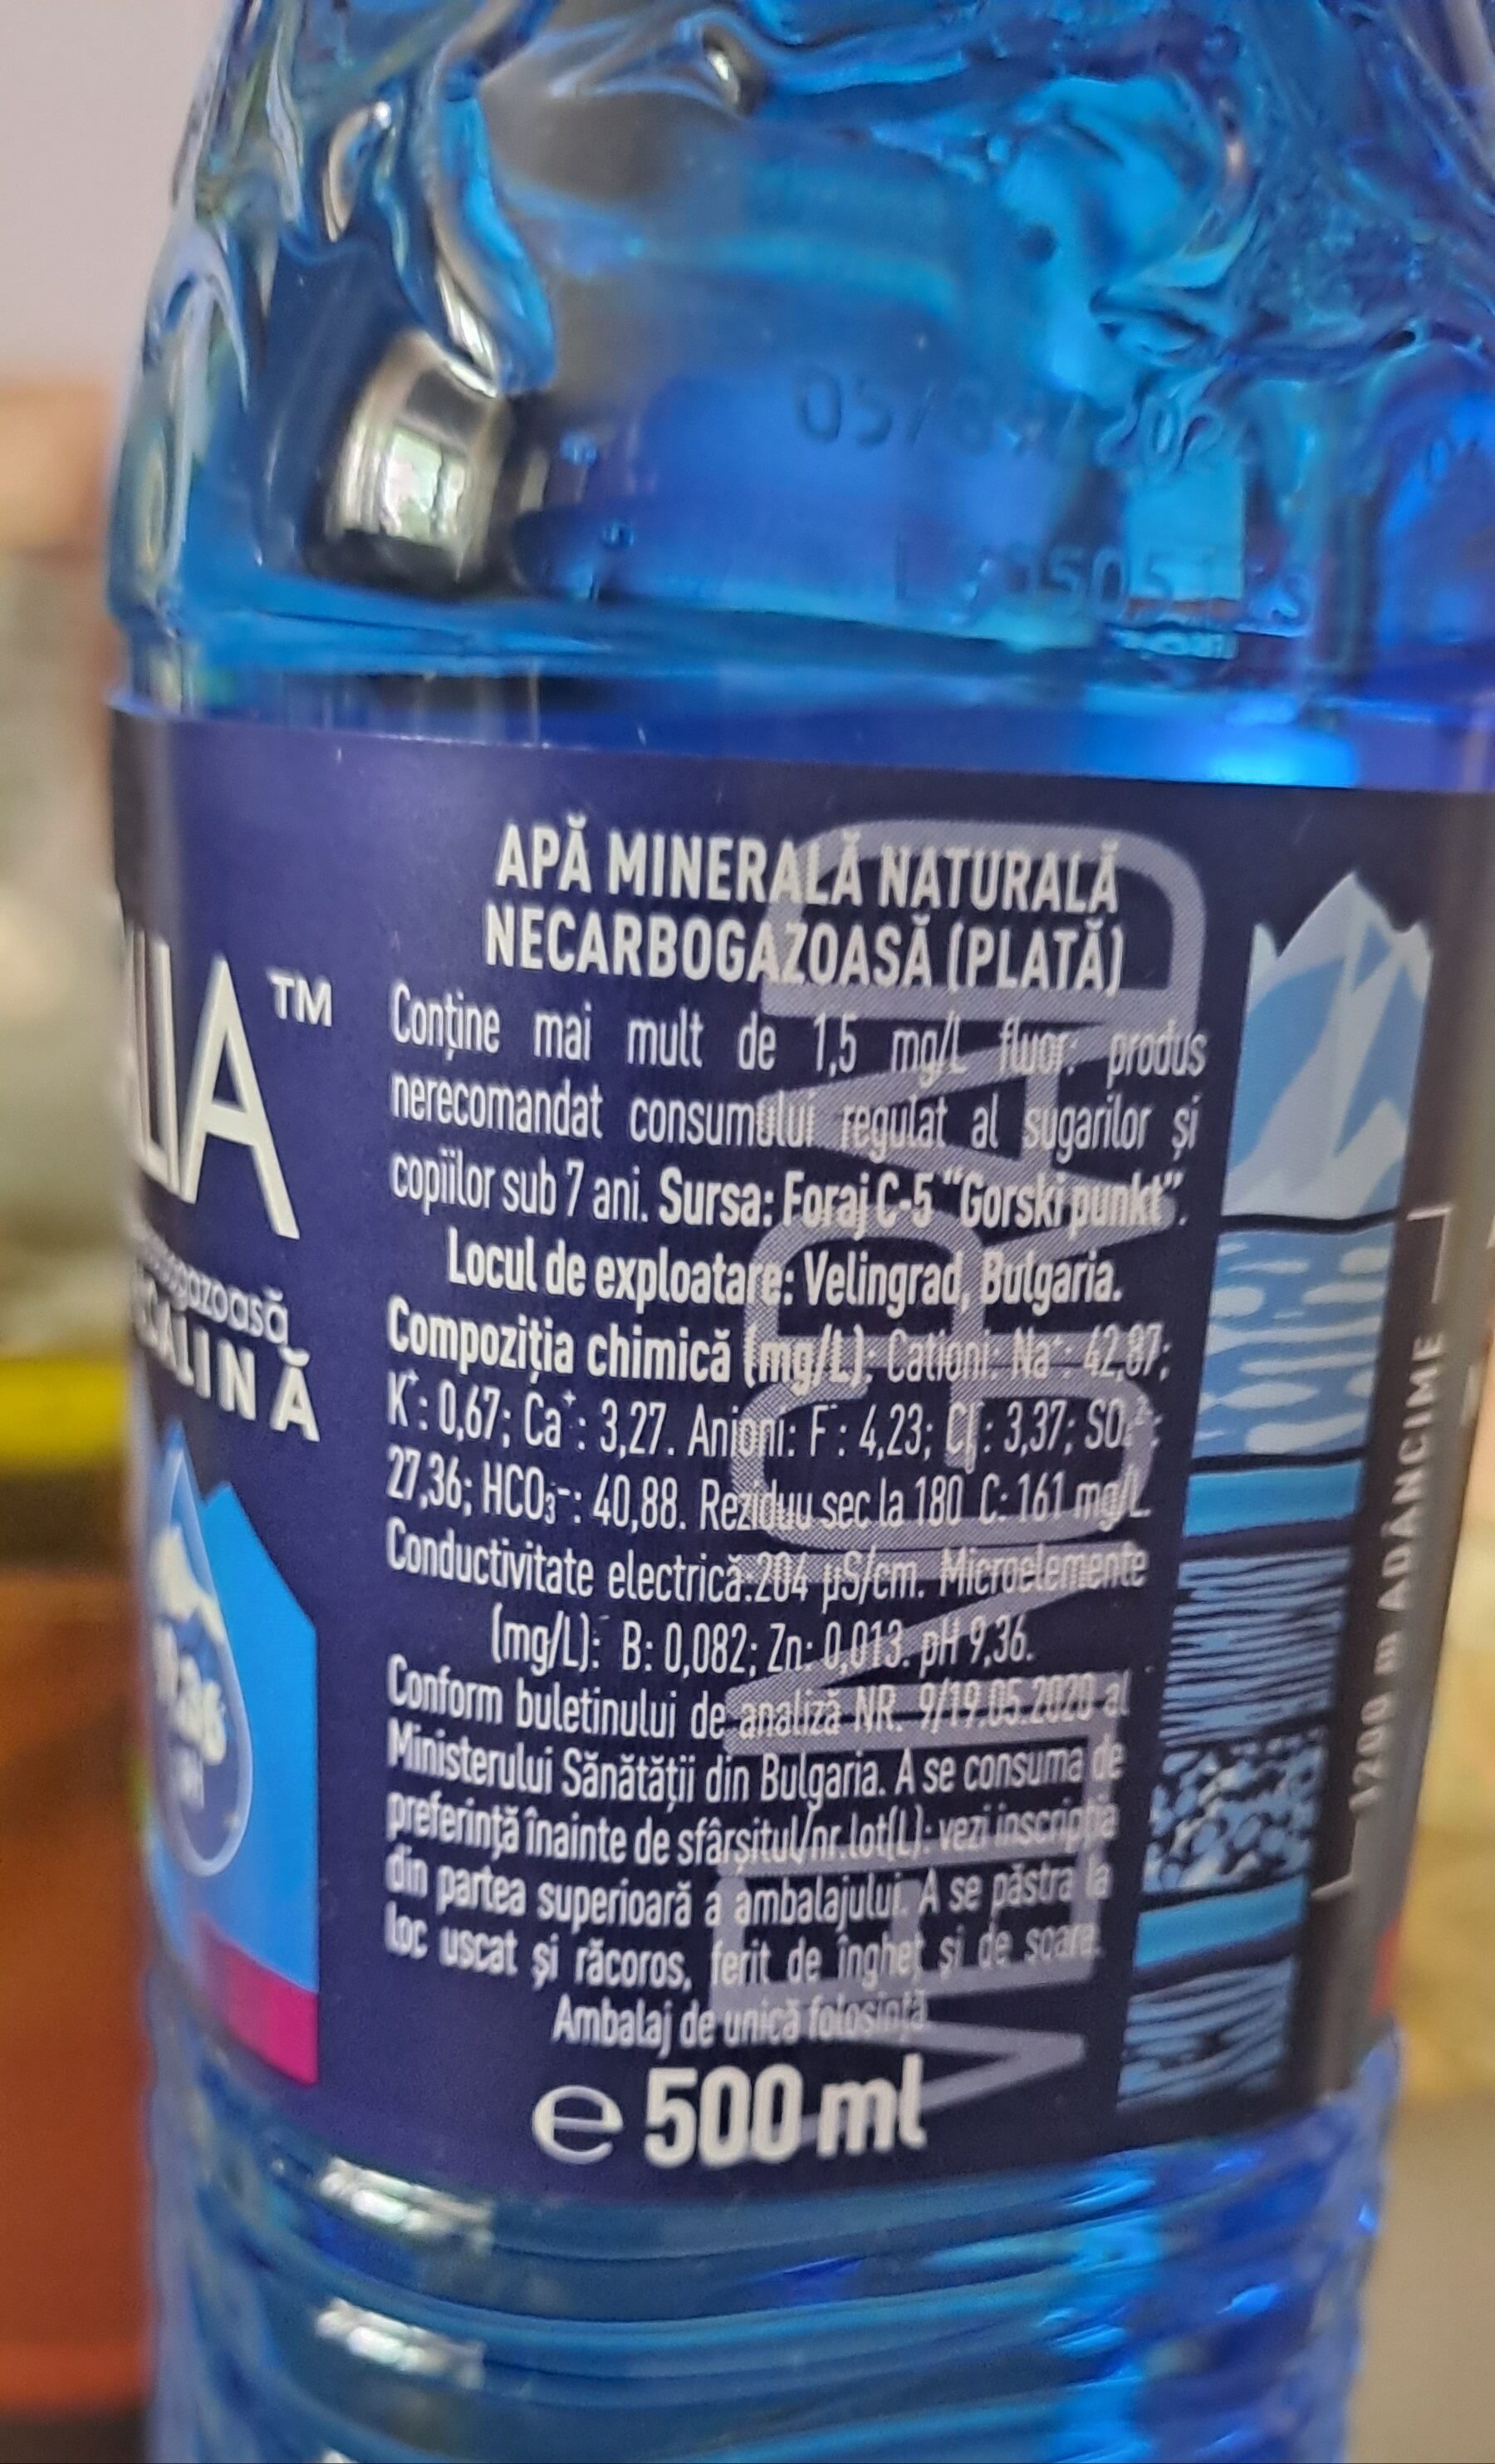 APĂ MINERALĂ NATURALĂ
NECARBOGAZOASĂ (PLATĂ)
Conține mai mult de 1,5 mg/L fluor: produs
nerecomandat consumului regulat al sugarilor și
copiilor sub 7 ani. Sursa: Foraj C-5 "Gorski punkt".
Locul de exploatare: Velingrad, Bulgaria.
Compoziția chimică (mg/L): Cationi: Na⁺: 42,87;
K⁺: 0,67; Ca⁺: 3,27. Anioni: F⁻: 4,23; Cl⁻: 3,37; SO₄²⁻:
27,36; HCO₃⁻: 40,88. Reziduu sec la 180 C: 161 mg/L.
Conductivitate electrică:204 µS/cm. Microelemente
(mg/L): B: 0,082; Zn: 0,013. pH 9,36.
Conform buletinului de analiză NR. 9/19.05.2020 al
Ministerului Sănătății din Bulgaria. A se consuma de
preferință înainte de sfârșitul/nr.lot(L): vezi inscripția
din partea superioară a ambalajului. A se păstra la
loc uscat și răcoros, ferit de îngheț și de soare.
Ambalaj de unică folosință
e 500 ml
VELINGRAD
1200 m ADÂNCIME
TM
9.36
pH